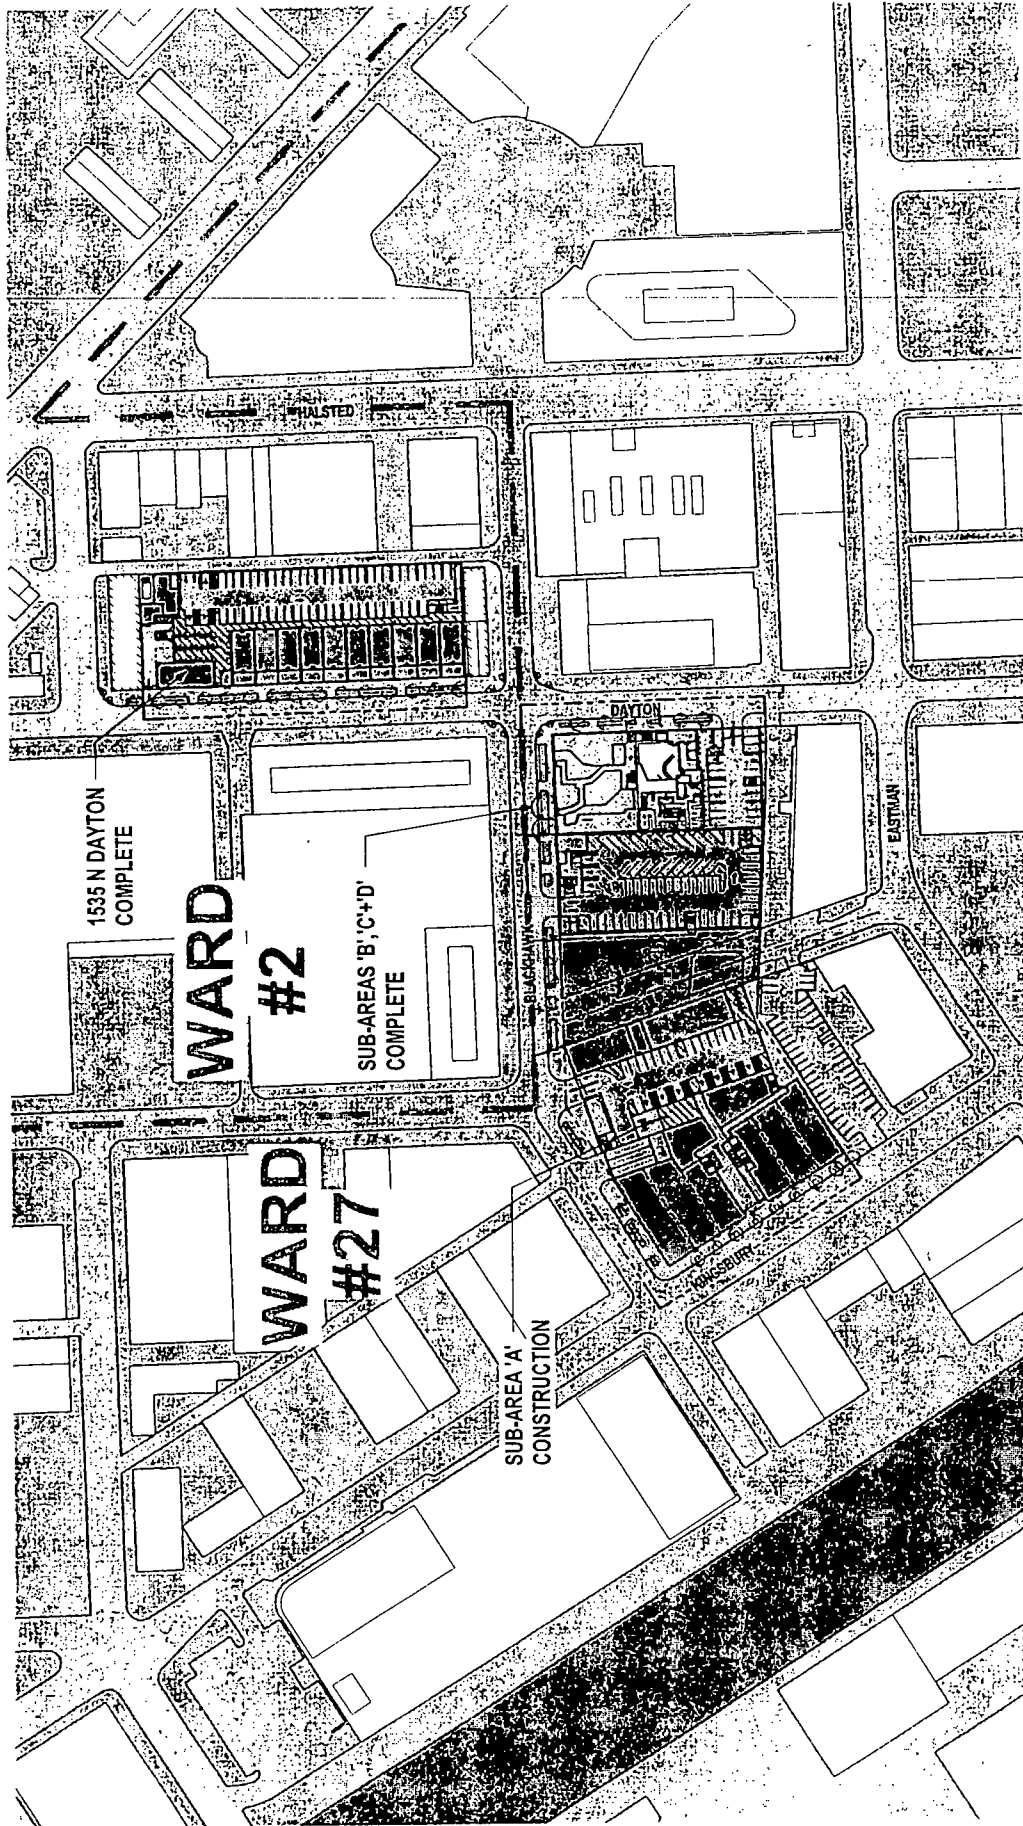 HALSTED
1535 N DAYTON
COMPLETE
WARD
#2
SUB-AREAS 'B','C'+'D'
COMPLETE
DAYTON
BLACKHAWK
EASTMAN
WARD
#27
SUB-AREA 'A'
CONSTRUCTION
KINGSBURY